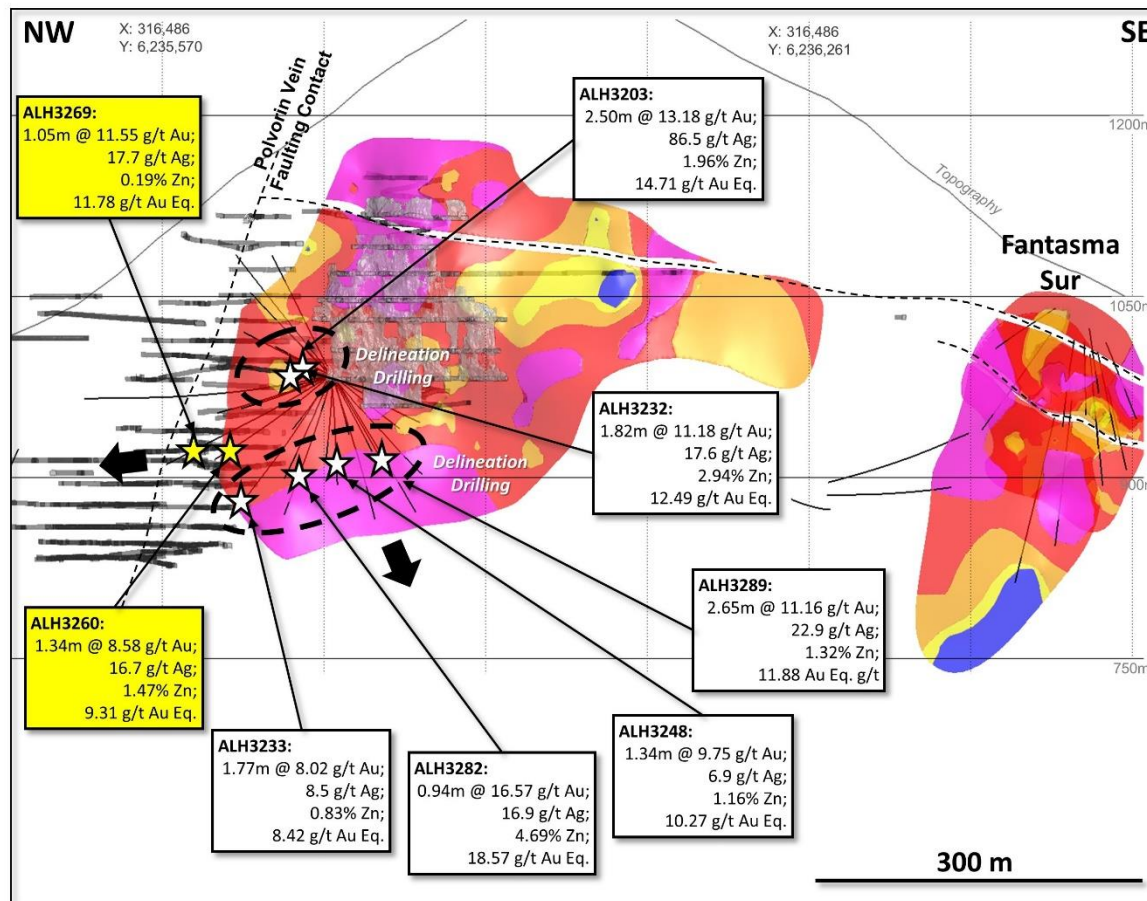 NW
X: 316,486
Y: 6,235,570
X: 316,486
Y: 6,236,261
SE
Polvorin Vein
Faulting Contact
ALH3269:
1.05m @ 11.55 g/t Au;
17.7 g/t Ag;
0.19% Zn;
11.78 g/t Au Eq.
ALH3203:
2.50m @ 13.18 g/t Au;
86.5 g/t Ag;
1.96% Zn;
14.71 g/t Au Eq.
1200m
Topography
Fantasma
Sur
1050m
Delineation
Drilling
ALH3232:
1.82m @ 11.18 g/t Au;
17.6 g/t Ag;
2.94% Zn;
12.49 g/t Au Eq.
Delineation
Drilling
ALH3289:
2.65m @ 11.16 g/t Au;
22.9 g/t Ag;
1.32% Zn;
11.88 Au Eq. g/t
ALH3260:
1.34m @ 8.58 g/t Au;
16.7 g/t Ag;
1.47% Zn;
9.31 g/t Au Eq.
750m
ALH3233:
1.77m @ 8.02 g/t Au;
8.5 g/t Ag;
0.83% Zn;
8.42 g/t Au Eq.
ALH3282:
0.94m @ 16.57 g/t Au;
16.9 g/t Ag;
4.69% Zn;
18.57 g/t Au Eq.
ALH3248:
1.34m @ 9.75 g/t Au;
6.9 g/t Ag;
1.16% Zn;
10.27 g/t Au Eq.
300 m